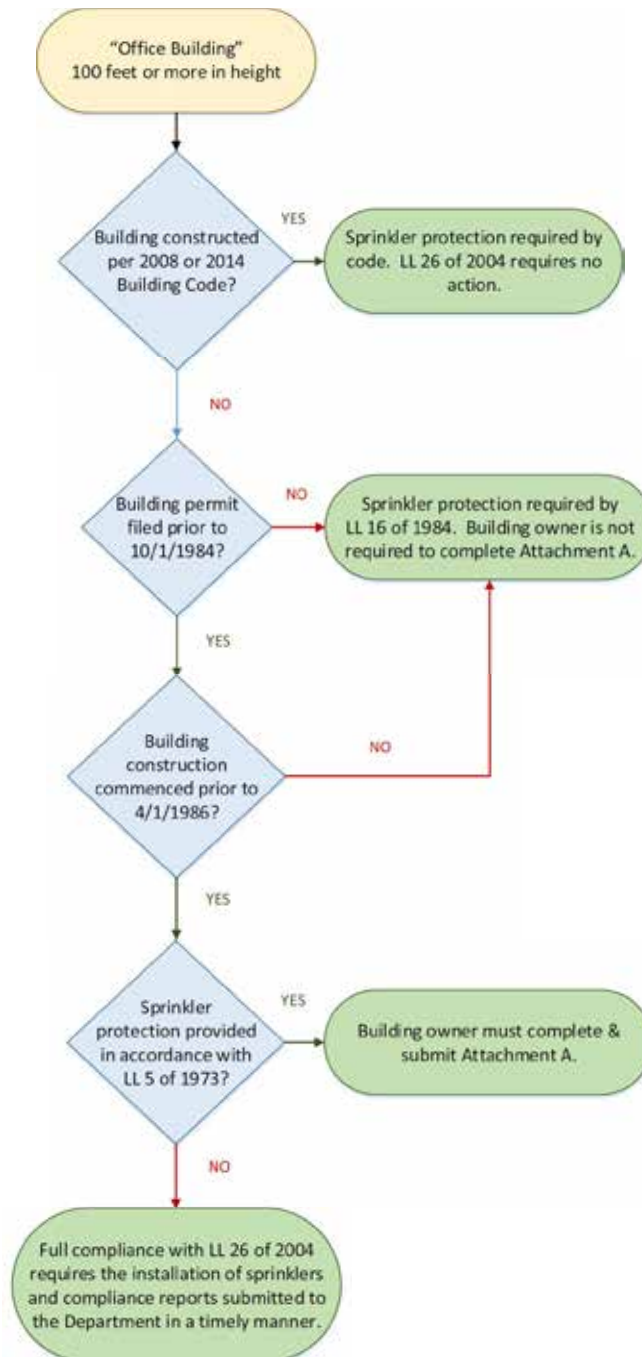 “Office Building”
100 feet or more in height
Building constructed
per 2008 or 2014
Building Code?
YES
Sprinkler protection required by
code. LL 26 of 2004 requires no
action.
NO
Building permit
filed prior to
10/1/1984?
NO
Sprinkler protection required by
LL 16 of 1984. Building owner is not
required to complete Attachment A.
YES
Building
construction
commenced prior to
4/1/1986?
NO
YES
Sprinkler
protection provided
in accordance with
LL 5 of 1973?
YES
Building owner must complete &
submit Attachment A.
NO
Full compliance with LL 26 of 2004
requires the installation of sprinklers
and compliance reports submitted to
the Department in a timely manner.